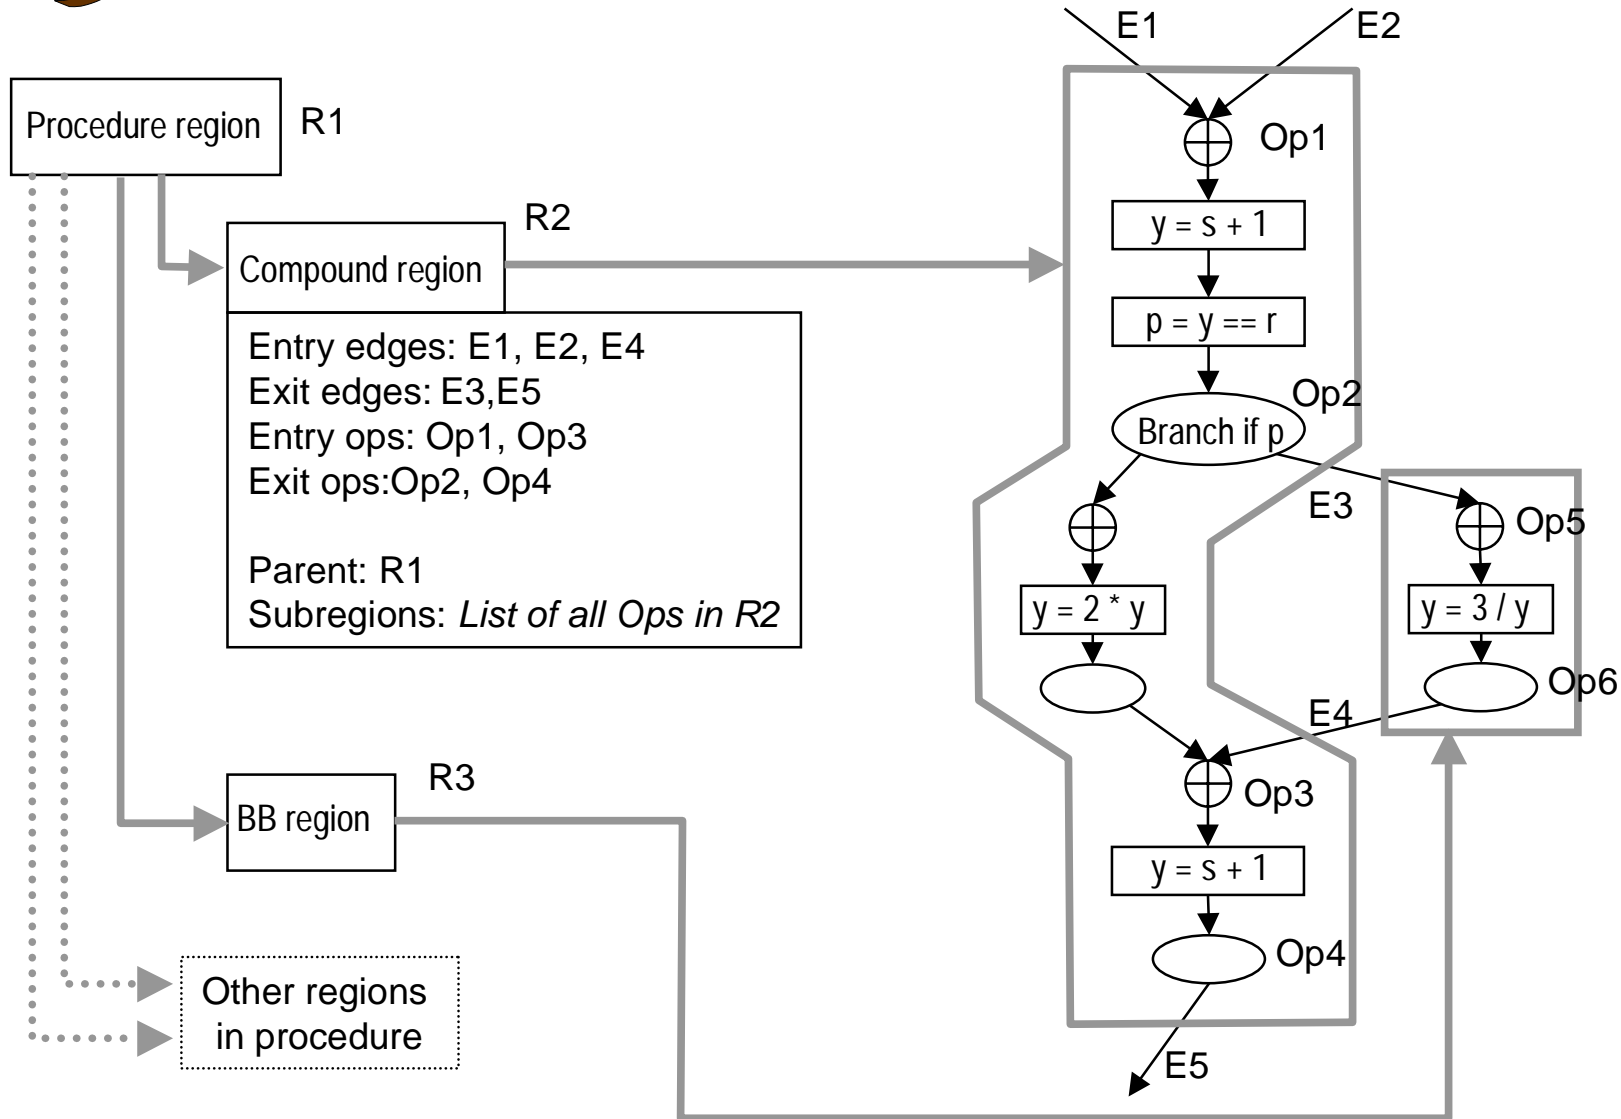 Procedure region
R1
R2
Compound region
Entry edges: E1, E2, E4
Exit edges: E3,E5
Entry ops: Op1, Op3
Exit ops:Op2, Op4
Parent: R1
Subregions: List of all Ops in R2
R3
BB region
Other regions
in procedure
E1
E2
Op1
y = s + 1
p = y == r
Op2
Branch if p
E3
Op5
y = 2 * y
y = 3 / y
Op6
E4
Op3
y = s + 1
Op4
E5